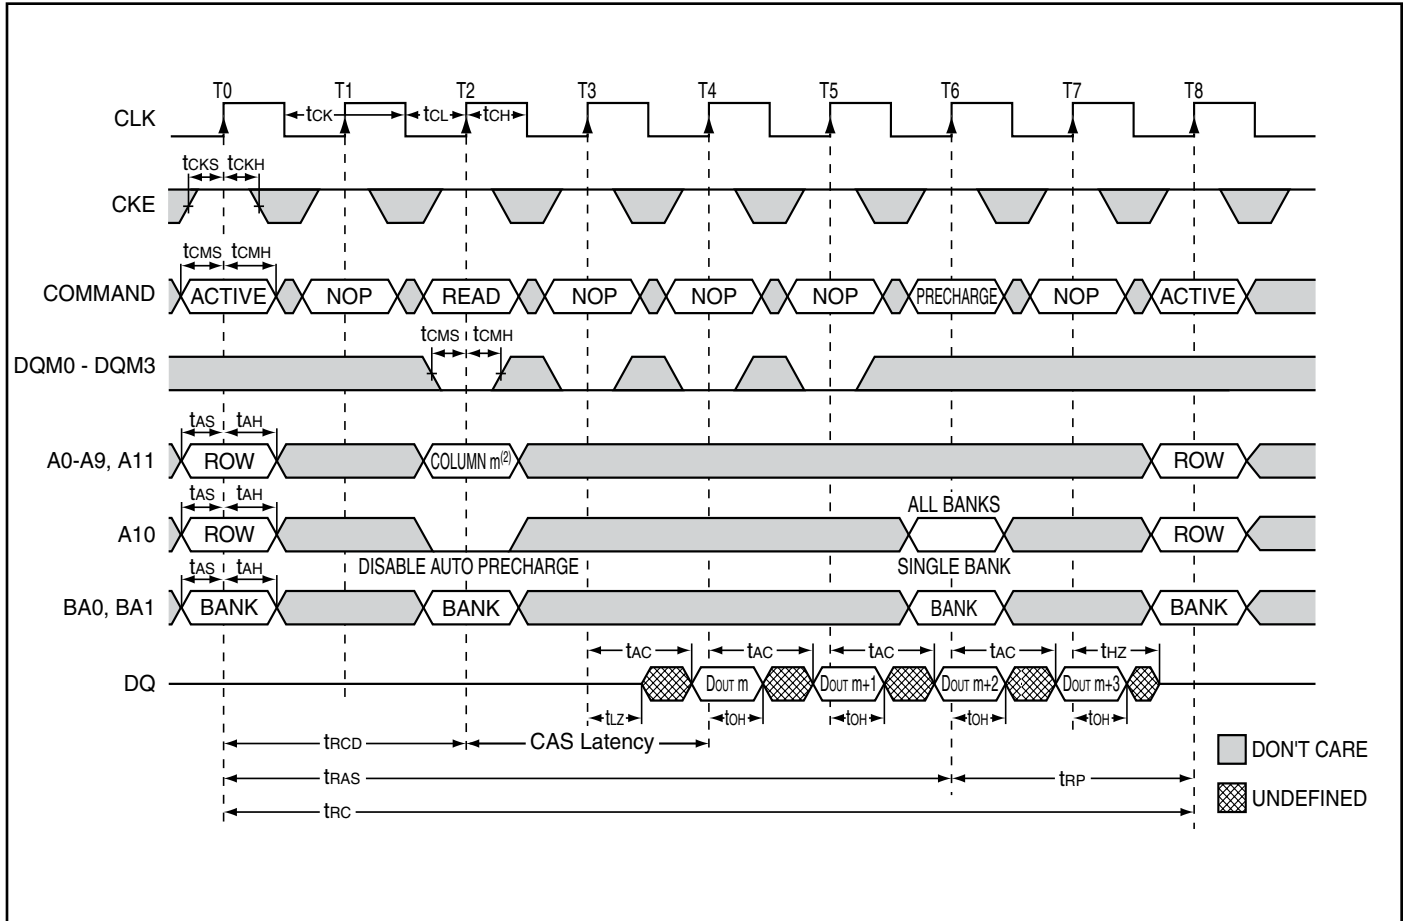 T0 T1 T2 T3 T4 T5 T6 T7 T8
CLK tCK tCL tCH
tCKS tCKH
CKE
tCMS tCMH
COMMAND ACTIVE NOP READ NOP NOP NOP PRECHARGE NOP ACTIVE
tCMS tCMH
DQM0 - DQM3
tAS tAH
A0-A9, A11 ROW COLUMN m(2) ROW
tAS tAH ALL BANKS
A10 ROW ROW
DISABLE AUTO PRECHARGE SINGLE BANK
tAS tAH
BA0, BA1 BANK BANK BANK BANK
tAC tAC tAC tAC tHZ
DQ DOUT m DOUT m+1 DOUT m+2 DOUT m+3
tLZ tOH tOH tOH tOH
tRCD CAS Latency
DON'T CARE
tRAS tRP
UNDEFINED
tRC